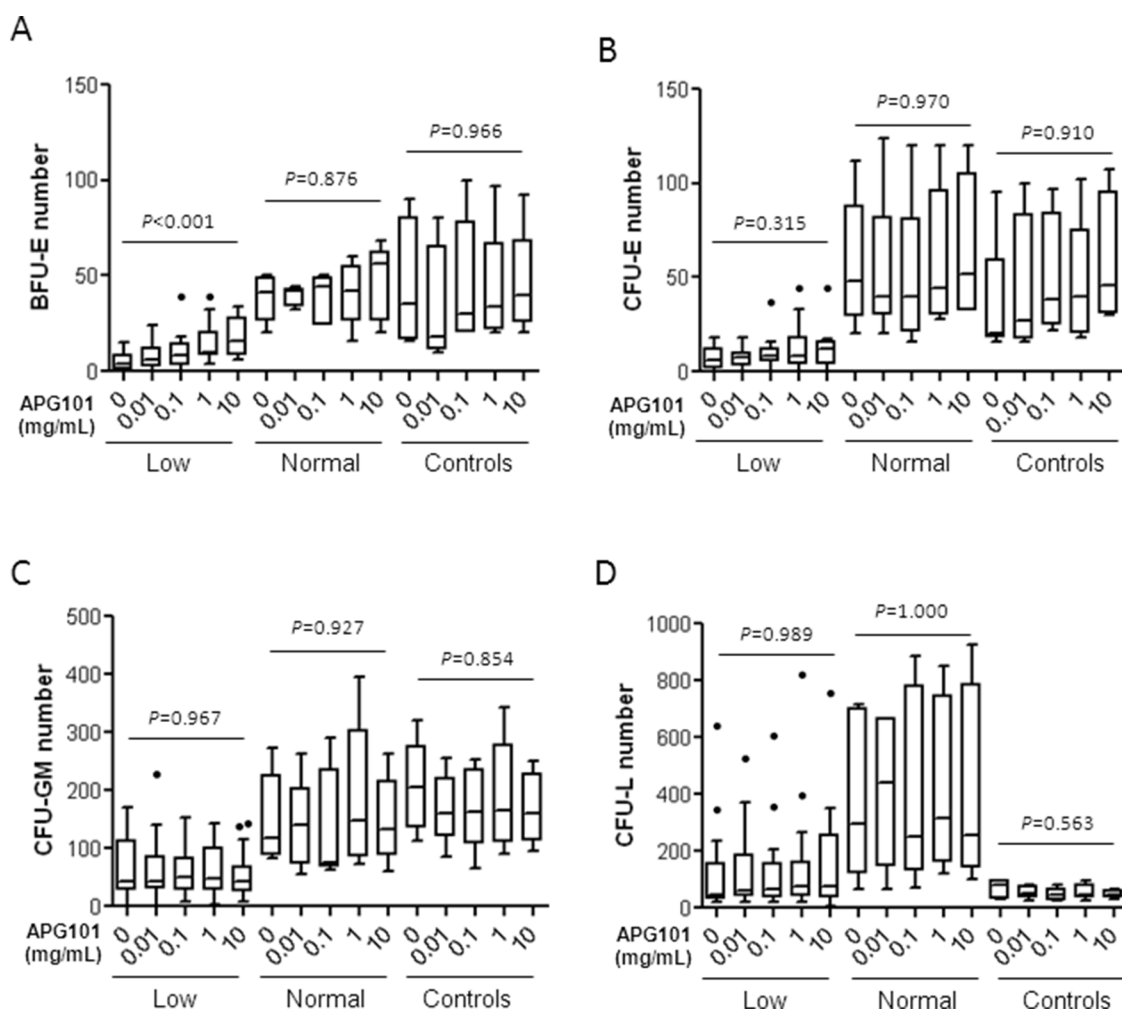 A
BFU-E number
150
100
50
0
P<0.001
P=0.876
P=0.966
APG101
(mg/mL)
0 0.01 0.1 1 10 0 0.01 0.1 1 10 0 0.01 0.1 1 10
Low Normal Controls
B
CFU-E number
150
100
50
0
P=0.315
P=0.970
P=0.910
APG101
(mg/mL)
0 0.01 0.1 1 10 0 0.01 0.1 1 10 0 0..01 0.1 1 10
Low Normal Controls
C
CFU-GM number
500
400
300
200
100
0
P=0.967
P=0.927
P=0.854
APG101
(mg/mL)
0 0.01 0.1 1 10 0 0.01 0.1 1 10 0 0.01 0.1 1 10
Low Normal Controls
D
CFU-L number
1000
800
600
400
200
0
P=0.989
P=1.000
P=0.563
APG101
(mg/mL)
0 0.01 0.1 1 10 0 0.01 0.1 1 10 0 0.01 0.1 1 10
Low Normal Controls